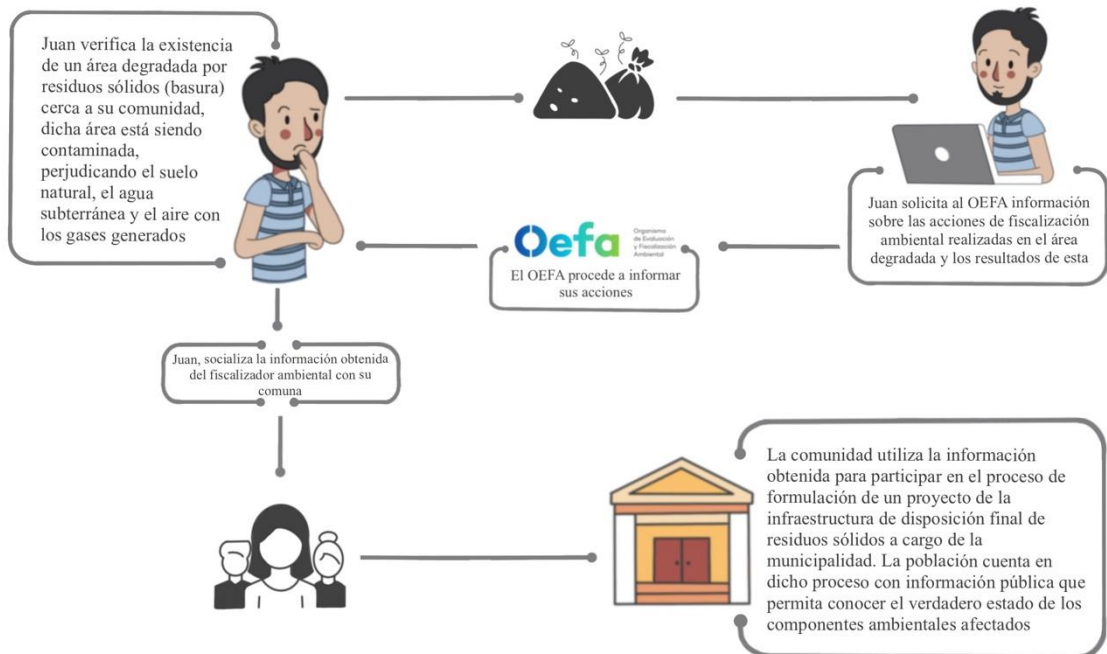 Juan verifica la existencia
de un área degradada por
residuos sólidos (basura)
cerca a su comunidad,
dicha área está siendo
contaminada,
perjudicando el suelo
natural, el agua
subterránea y el aire con
los gases generados
Juan solicita al OEFA información
sobre las acciones de fiscalización
ambiental realizadas en el área
degradada y los resultados de esta
Oefa
Organismo
de Evaluación
y Fiscalización
Ambiental
El OEFA procede a informar
sus acciones
Juan, socializa la información obtenida
del fiscalizador ambiental con su
comuna
La comunidad utiliza la información
obtenida para participar en el proceso de
formulación de un proyecto de la
infraestructura de disposición final de
residuos sólidos a cargo de la
municipalidad. La población cuenta en
dicho proceso con información pública que
permita conocer el verdadero estado de los
componentes ambientales afectados